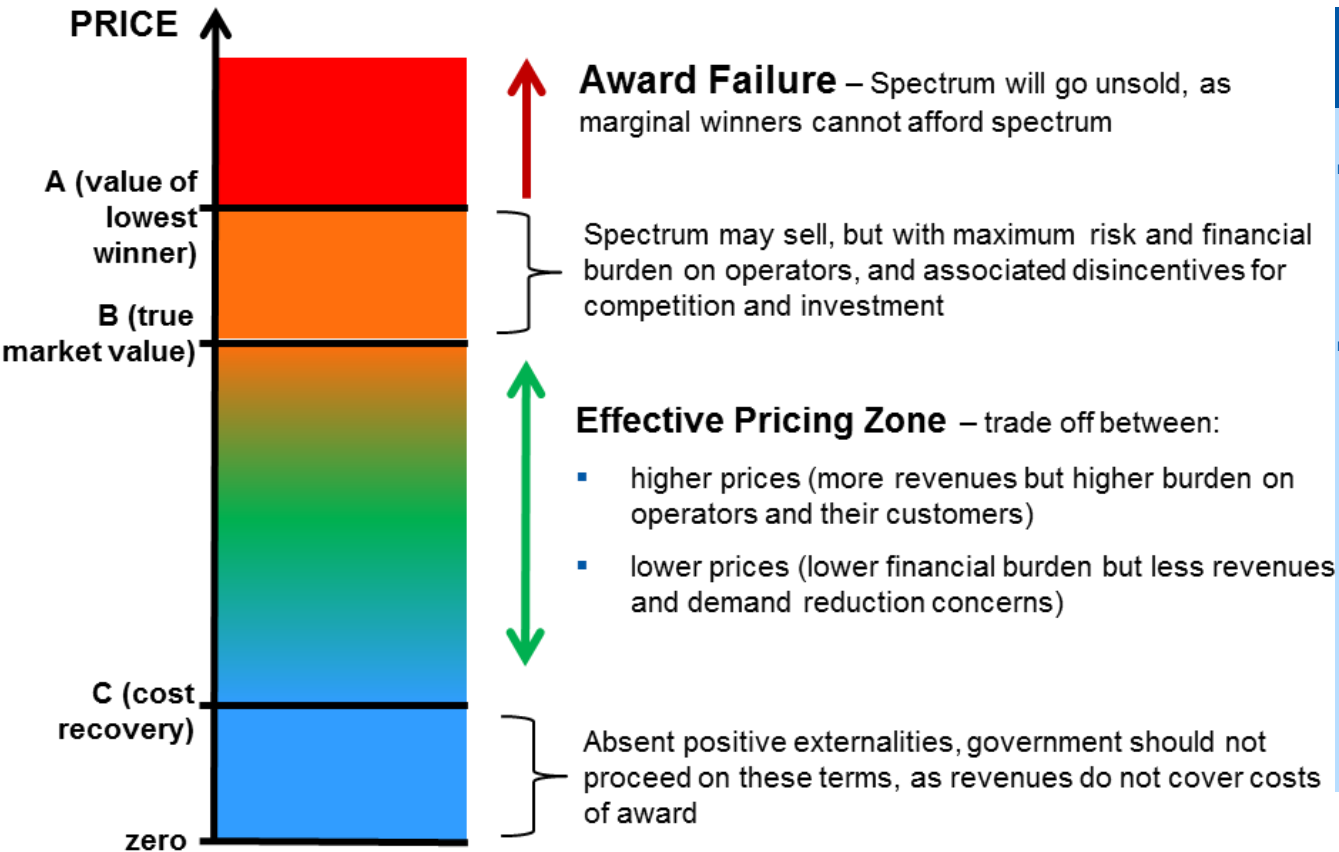 PRICE
Award Failure – Spectrum will go unsold, as
marginal winners cannot afford spectrum
A (value of
lowest
winner)
Spectrum may sell, but with maximum risk and financial
burden on operators, and associated disincentives for
competition and investment
B (true
market value)
Effective Pricing Zone – trade off between:
▪ higher prices (more revenues but higher burden on
operators and their customers)
▪ lower prices (lower financial burden but less revenues
and demand reduction concerns)
C (cost
recovery)
Absent positive externalities, government should not
proceed on these terms, as revenues do not cover costs
of award
zero